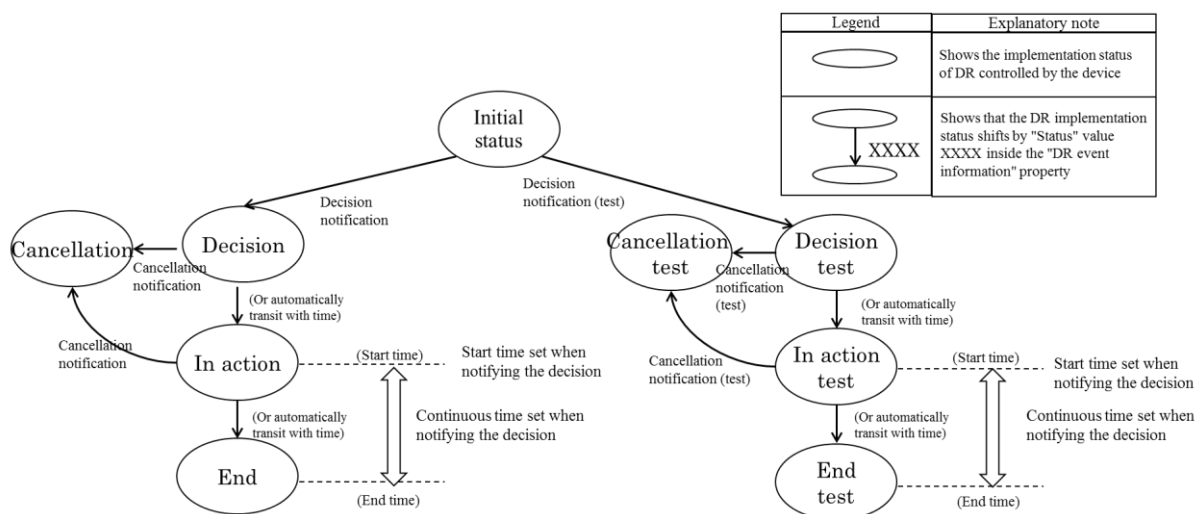 Legend
Explanatory note
Shows the implementation status
of DR controlled by the device
XXXX
Shows that the DR implementation
status shifts by "Status" value
XXXX inside the "DR event
information" property
Initial
status
Decision
notification
Decision
notification (test)
Cancellation
Cancellation
notification
Decision
(Or automatically
transit with time)
Cancellation
notification
In action
(Start time)
Start time set when
notifying the decision
(Or automatically
transit with time)
Continuous time set when
notifying the decision
End
(End time)
Cancellation
test
Cancellation
notification
(test)
Decision
test
(Or automatically
transit with time)
Cancellation
notification (test)
In action
test
(Start time)
Start time set when
notifying the decision
(Or automatically
transit with time)
Continuous time set when
notifying the decision
End
test
(End time)